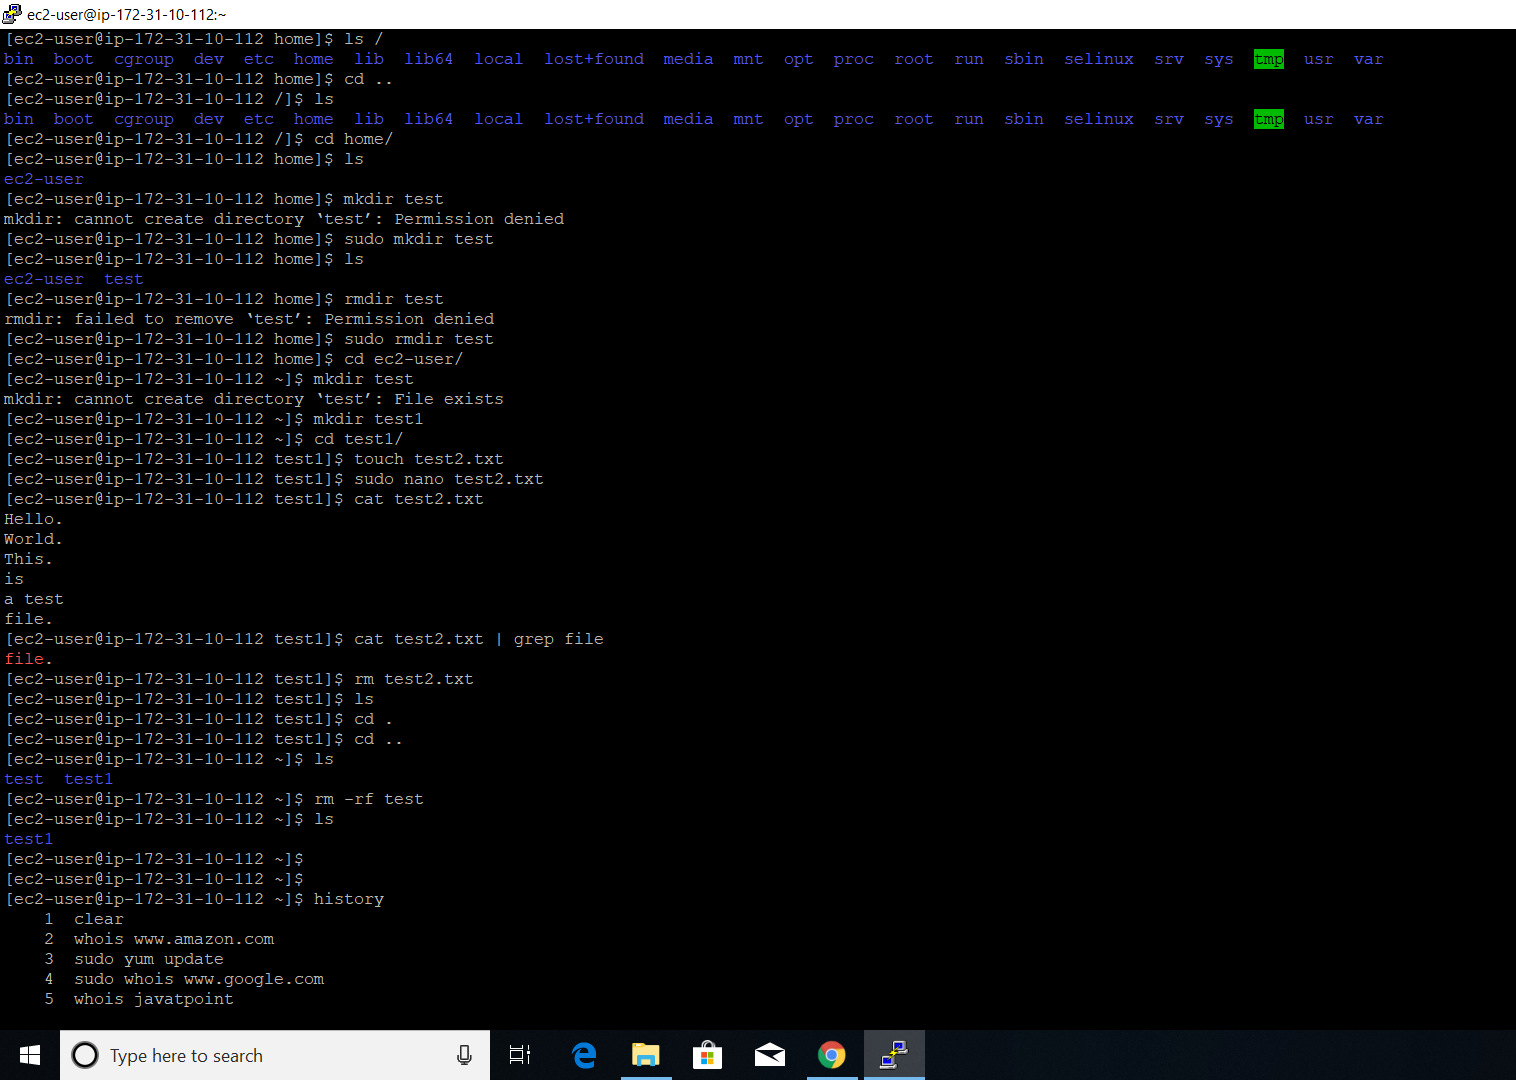 ec2-user@ip-172-31-10-112:~
[ec2-user@ip-172-31-10-112 home]$ ls /
bin  boot  cgroup  dev  etc  home  lib  lib64  local  lost+found  media  mnt  opt  proc  root  run  sbin  selinux  srv  sys  tmp  usr  var
[ec2-user@ip-172-31-10-112 home]$ cd ..
[ec2-user@ip-172-31-10-112 /]$ ls
bin  boot  cgroup  dev  etc  home  lib  lib64  local  lost+found  media  mnt  opt  proc  root  run  sbin  selinux  srv  sys  tmp  usr  var
[ec2-user@ip-172-31-10-112 /]$ cd home/
[ec2-user@ip-172-31-10-112 home]$ ls
ec2-user
[ec2-user@ip-172-31-10-112 home]$ mkdir test
mkdir: cannot create directory ‘test’: Permission denied
[ec2-user@ip-172-31-10-112 home]$ sudo mkdir test
[ec2-user@ip-172-31-10-112 home]$ ls
ec2-user  test
[ec2-user@ip-172-31-10-112 home]$ rmdir test
rmdir: failed to remove ‘test’: Permission denied
[ec2-user@ip-172-31-10-112 home]$ sudo rmdir test
[ec2-user@ip-172-31-10-112 home]$ cd ec2-user/
[ec2-user@ip-172-31-10-112 ~]$ mkdir test
mkdir: cannot create directory ‘test’: File exists
[ec2-user@ip-172-31-10-112 ~]$ mkdir test1
[ec2-user@ip-172-31-10-112 ~]$ cd test1/
[ec2-user@ip-172-31-10-112 test1]$ touch test2.txt
[ec2-user@ip-172-31-10-112 test1]$ sudo nano test2.txt
[ec2-user@ip-172-31-10-112 test1]$ cat test2.txt
Hello.
World.
This.
is
a test
file.
[ec2-user@ip-172-31-10-112 test1]$ cat test2.txt | grep file
file.
[ec2-user@ip-172-31-10-112 test1]$ rm test2.txt
[ec2-user@ip-172-31-10-112 test1]$ ls
[ec2-user@ip-172-31-10-112 test1]$ cd .
[ec2-user@ip-172-31-10-112 test1]$ cd ..
[ec2-user@ip-172-31-10-112 ~]$ ls
test  test1
[ec2-user@ip-172-31-10-112 ~]$ rm -rf test
[ec2-user@ip-172-31-10-112 ~]$ ls
test1
[ec2-user@ip-172-31-10-112 ~]$
[ec2-user@ip-172-31-10-112 ~]$
[ec2-user@ip-172-31-10-112 ~]$ history
    1  clear
    2  whois www.amazon.com
    3  sudo yum update
    4  sudo whois www.google.com
    5  whois javatpoint
Type here to search